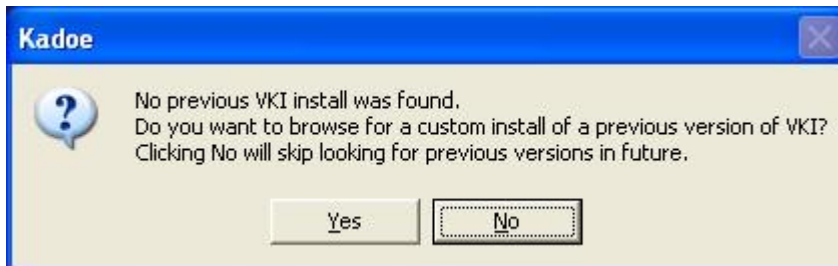 Kadoe
No previous VKI install was found.
Do you want to browse for a custom install of a previous version of VKI?
Clicking No will skip looking for previous versions in future.
Yes No